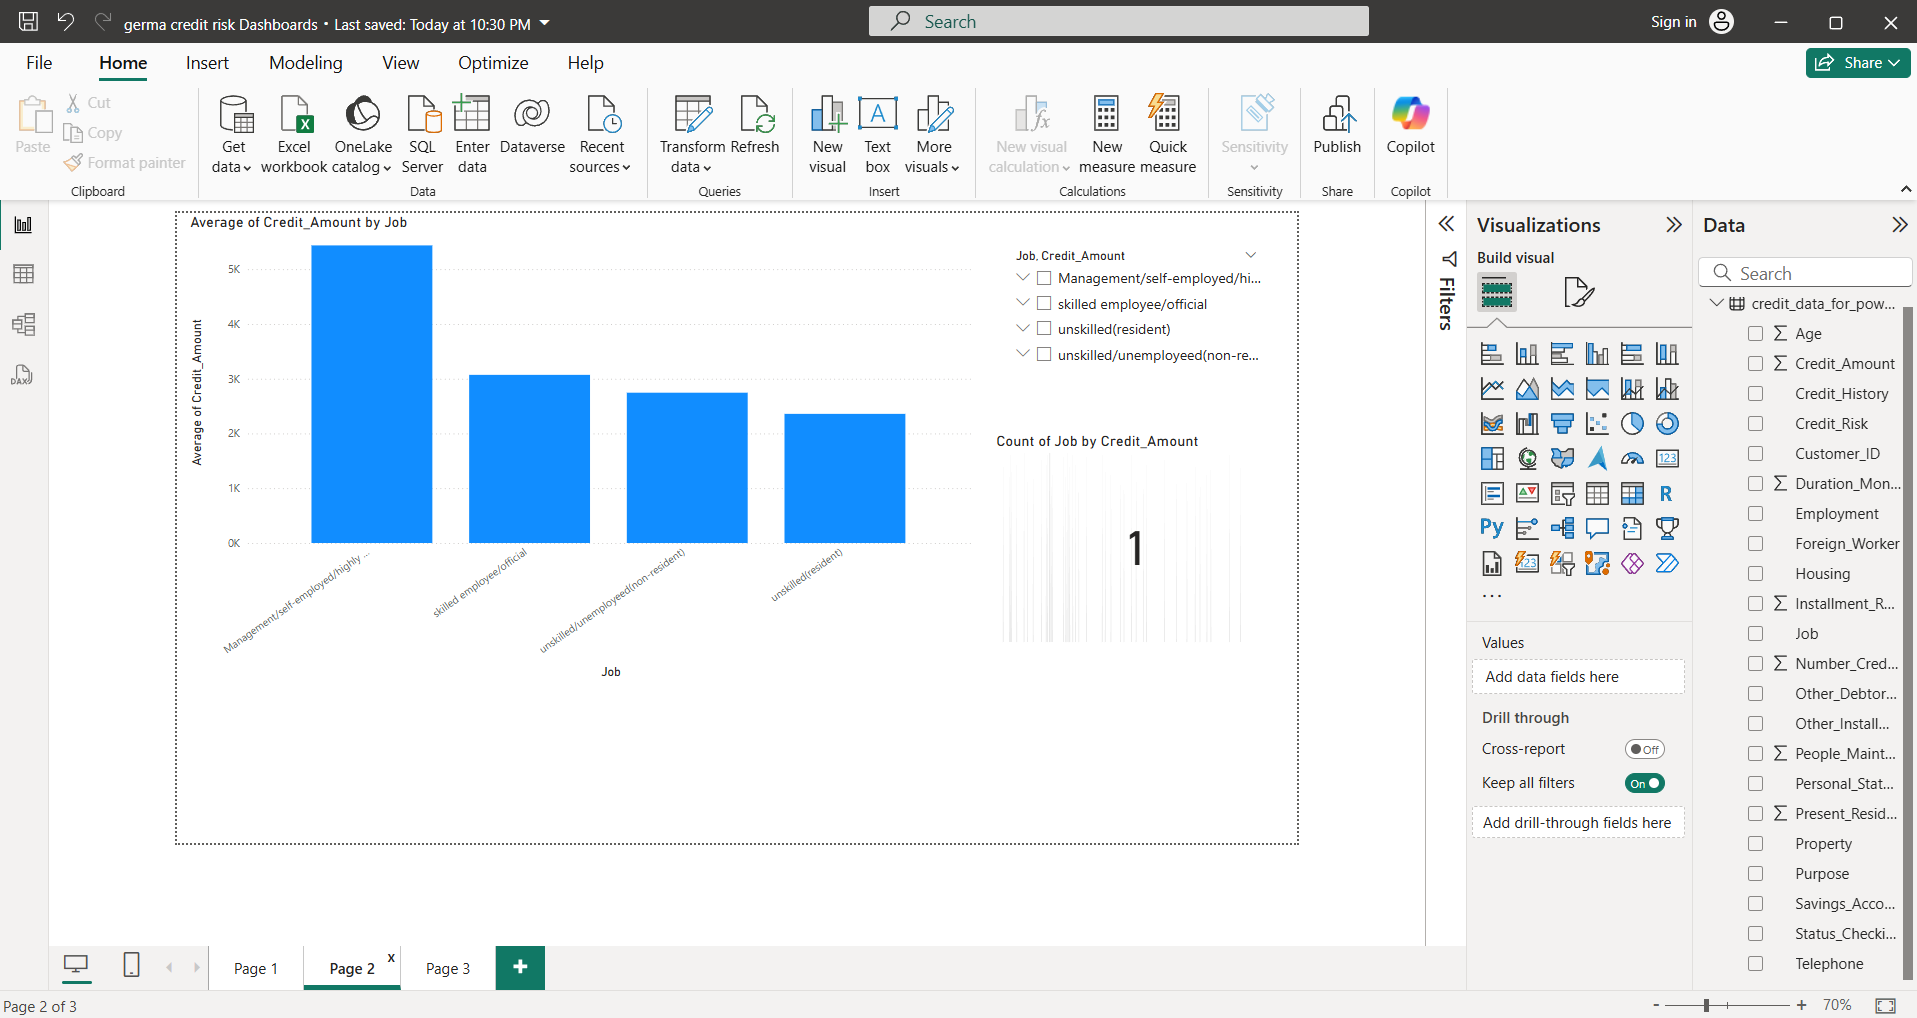 germa credit risk Dashboards • Last saved: Today at 10:30 PM
Search
Sign in
File
Home
Insert
Modeling
View
Optimize
Help
Share
Paste
Cut
Copy
Format painter
Clipboard
Get data
Excel workbook
OneLake catalog
SQL Server
Enter data
Dataverse
Recent sources
Data
Transform data
Refresh
Queries
New visual
Text box
More visuals
Insert
New visual calculation
New measure
Quick measure
Calculations
Sensitivity
Sensitivity
Publish
Share
Copilot
Copilot
Average of Credit_Amount by Job
Average of Credit_Amount
5K
4K
3K
2K
1K
0K
Management/self-employed/highly ...
skilled employee/official
unskilled/unemployeed(non-resident)
unskilled(resident)
Job
Job, Credit_Amount
Management/self-employed/hi...
skilled employee/official
unskilled(resident)
unskilled/unemployeed(non-re...
Count of Job by Credit_Amount
1
Filters
Visualizations
Build visual
123
R
Py
123
...
Values
Add data fields here
Drill through
Cross-report
Off
Keep all filters
On
Add drill-through fields here
Data
Search
credit_data_for_pow...
Σ Age
Σ Credit_Amount
Credit_History
Credit_Risk
Customer_ID
Σ Duration_Mon...
Employment
Foreign_Worker
Housing
Σ Installment_R...
Job
Σ Number_Cred...
Other_Debtor...
Other_Install...
Σ People_Maint...
Personal_Stat...
Σ Present_Resid...
Property
Purpose
Savings_Acco...
Status_Checki...
Telephone
DAX
Page 1
Page 2
x
Page 3
+
Page 2 of 3
-
+
70%